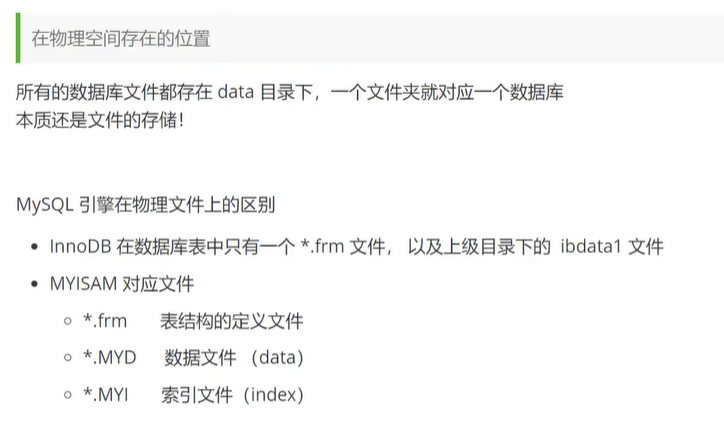 在物理空间存在的位置
所有的数据库文件都存在 data 目录下，一个文件夹就对应一个数据库
本质还是文件的存储！
MySQL 引擎在物理文件上的区别
• InnoDB 在数据库表中只有一个 *.frm 文件， 以及上级目录下的 ibdata1 文件
• MYISAM 对应文件
○ *.frm 表结构的定义文件
○ *.MYD 数据文件 （data）
○ *.MYI 索引文件（index）